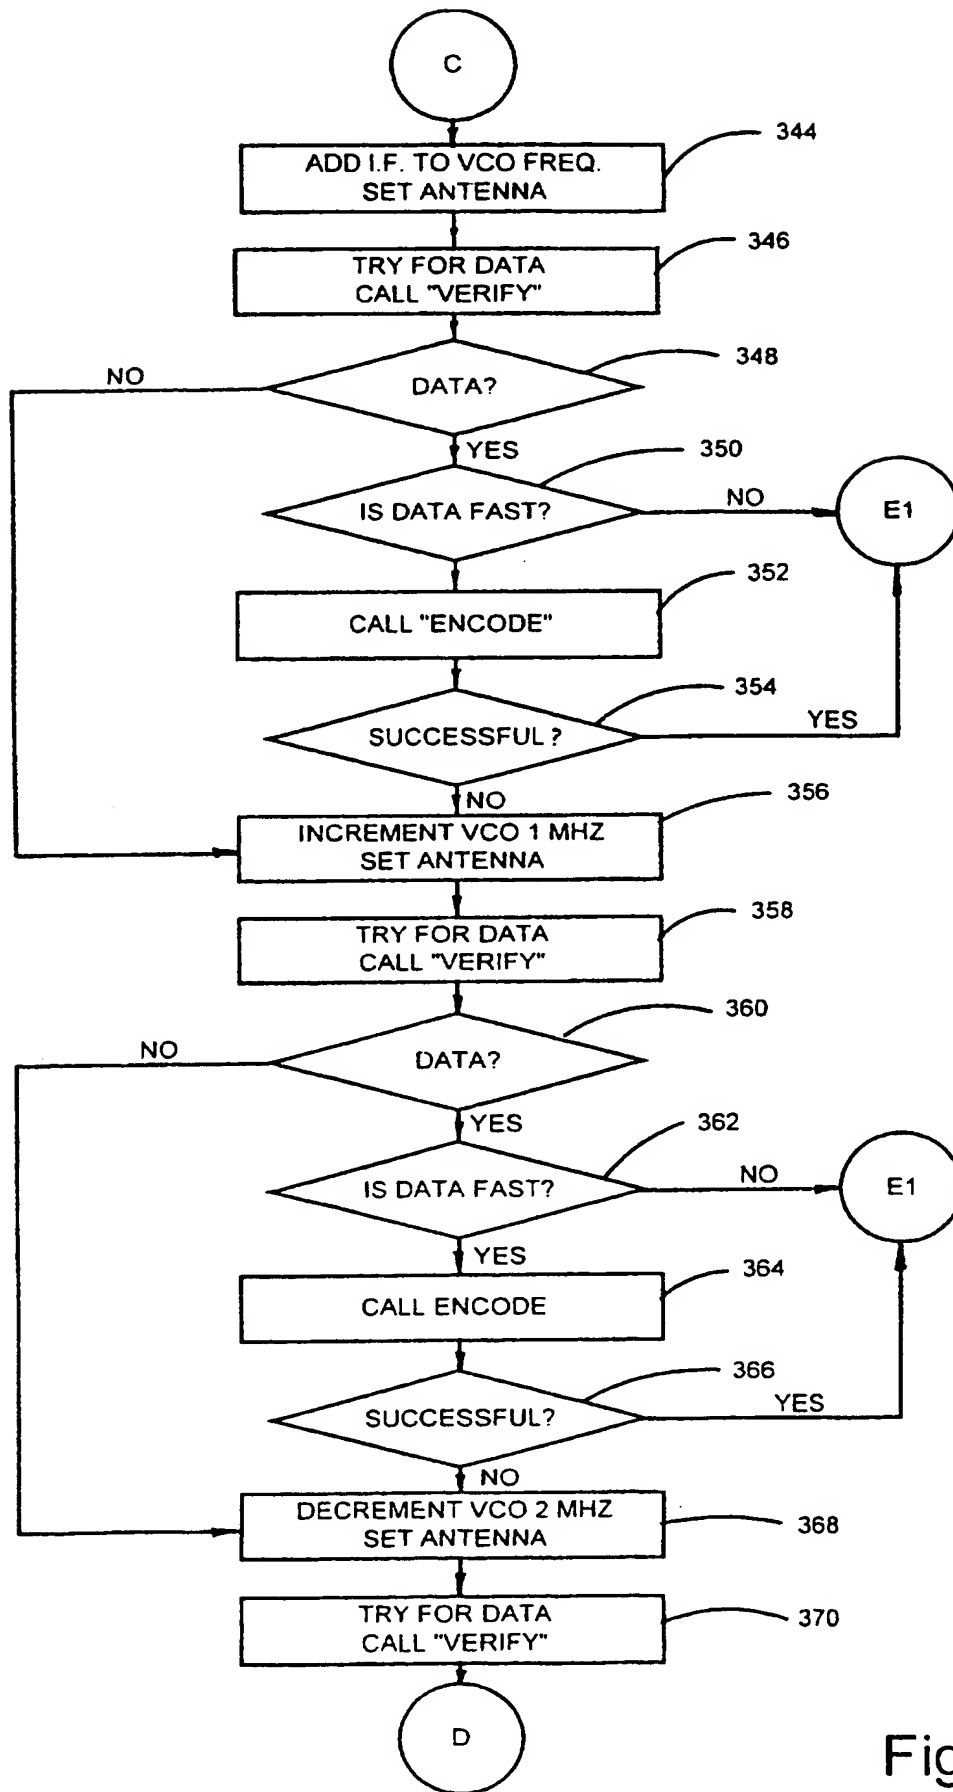 C
344
ADD I.F. TO VCO FREQ.
SET ANTENNA
346
TRY FOR DATA
CALL "VERIFY"
348
NO
DATA?
YES
350
IS DATA FAST?
NO
E1
352
CALL "ENCODE"
354
SUCCESSFUL?
YES
NO
356
INCREMENT VCO 1 MHZ
SET ANTENNA
358
TRY FOR DATA
CALL "VERIFY"
360
NO
DATA?
YES
362
IS DATA FAST?
NO
E1
YES
364
CALL ENCODE
366
SUCCESSFUL?
YES
NO
DECREMENT VCO 2 MHZ
SET ANTENNA
368
TRY FOR DATA
CALL "VERIFY"
370
D
Fig